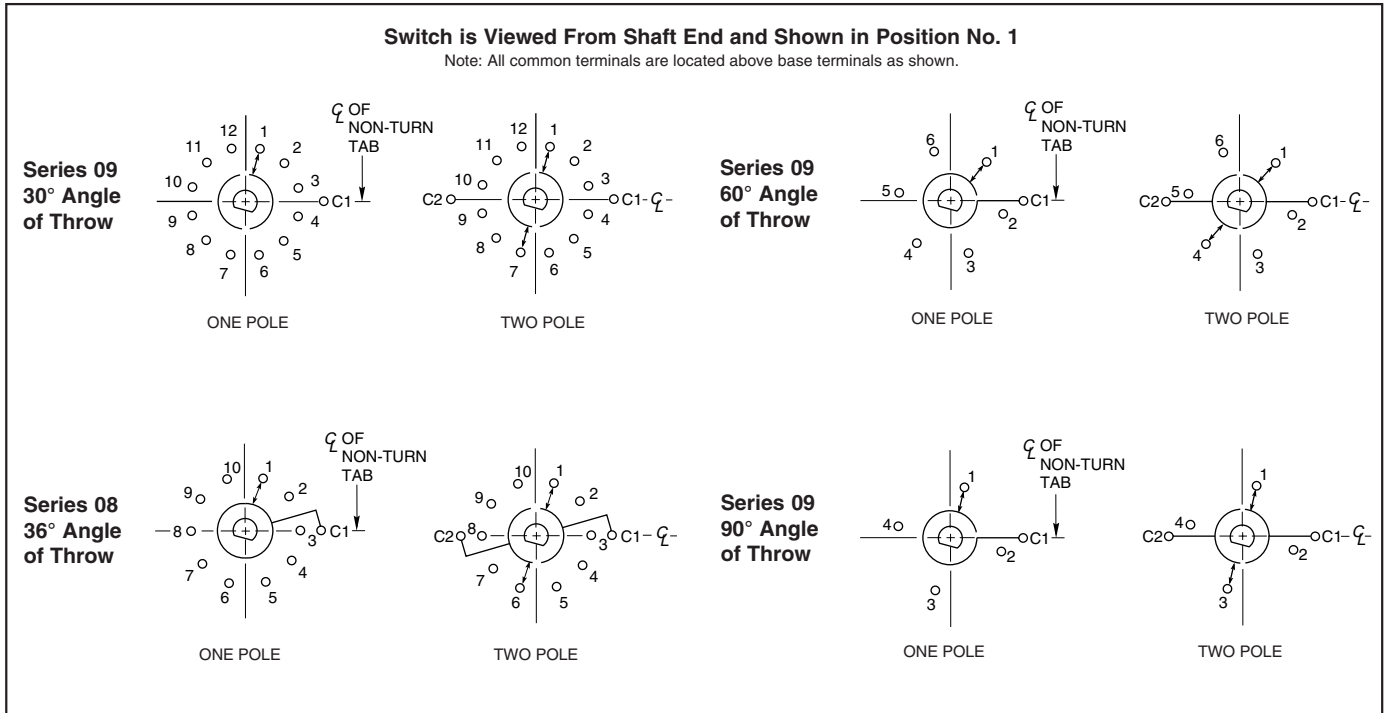 Switch is Viewed From Shaft End and Shown in Position No. 1
Note: All common terminals are located above base terminals as shown.
Series 09
30° Angle
of Throw
12 1
11 2
10 3
C1
9 4
8 5
7 6
℄ OF
NON-TURN
TAB
ONE POLE
12 1
11 2
10 3
C2 C1-℄-
9 4
8 5
7 6
TWO POLE
Series 09
60° Angle
of Throw
6 1
5 C1
2
4 3
℄ OF
NON-TURN
TAB
ONE POLE
6 1
C2 5 C1-℄-
2
4 3
TWO POLE
Series 08
36° Angle
of Throw
10 1
9 2
8 3 C1
7 4
6 5
℄ OF
NON-TURN
TAB
ONE POLE
10 1
9 2
C2 8 3 C1-℄-
7 4
6 5
TWO POLE
Series 09
90° Angle
of Throw
1
4 C1
2
3
℄ OF
NON-TURN
TAB
ONE POLE
1
4
C2 C1-℄-
2
3
TWO POLE